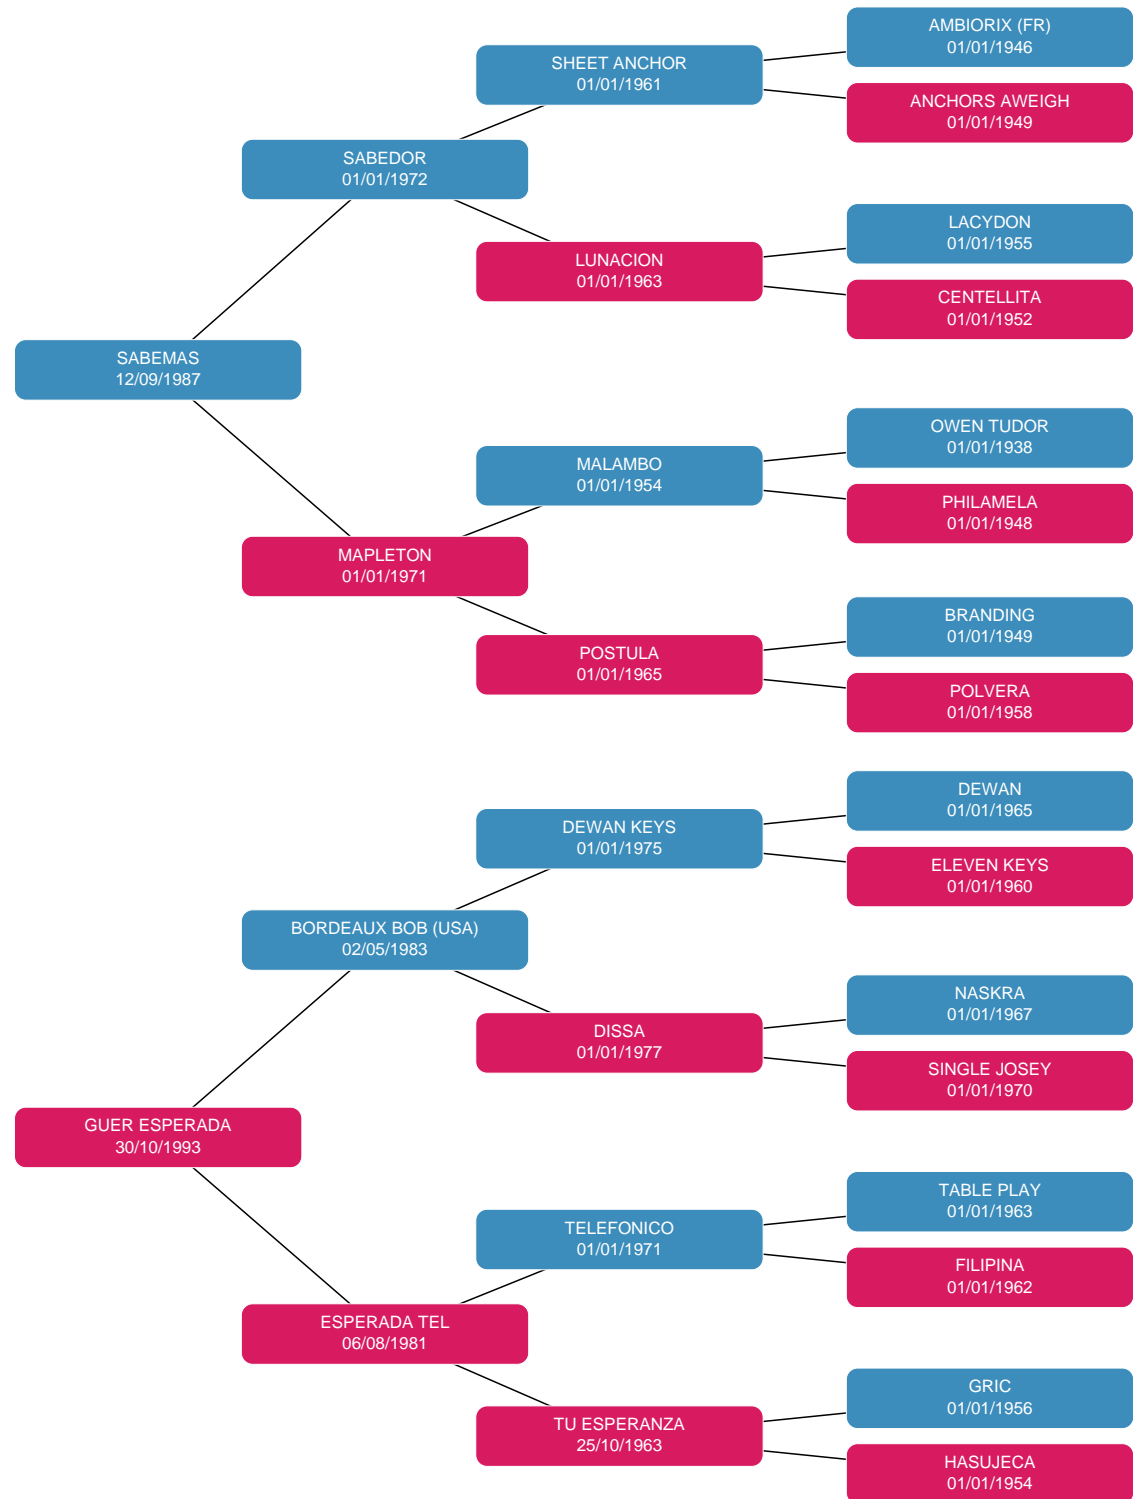 AMBIORIX (FR)
01/01/1946
SHEET ANCHOR
01/01/1961
ANCHORS AWEIGH
01/01/1949
SABEDOR
01/01/1972
LACYDON
01/01/1955
LUNACION
01/01/1963
CENTELLITA
01/01/1952
SABEMAS
12/09/1987
OWEN TUDOR
01/01/1938
MALAMBO
01/01/1954
PHILAMELA
01/01/1948
MAPLETON
01/01/1971
BRANDING
01/01/1949
POSTULA
01/01/1965
POLVERA
01/01/1958
DEWAN
01/01/1965
DEWAN KEYS
01/01/1975
ELEVEN KEYS
01/01/1960
BORDEAUX BOB (USA)
02/05/1983
NASKRA
01/01/1967
DISSA
01/01/1977
SINGLE JOSEY
01/01/1970
GUER ESPERADA
30/10/1993
TABLE PLAY
01/01/1963
TELEFONICO
01/01/1971
FILIPINA
01/01/1962
ESPERADA TEL
06/08/1981
GRIC
01/01/1956
TU ESPERANZA
25/10/1963
HASUJECA
01/01/1954